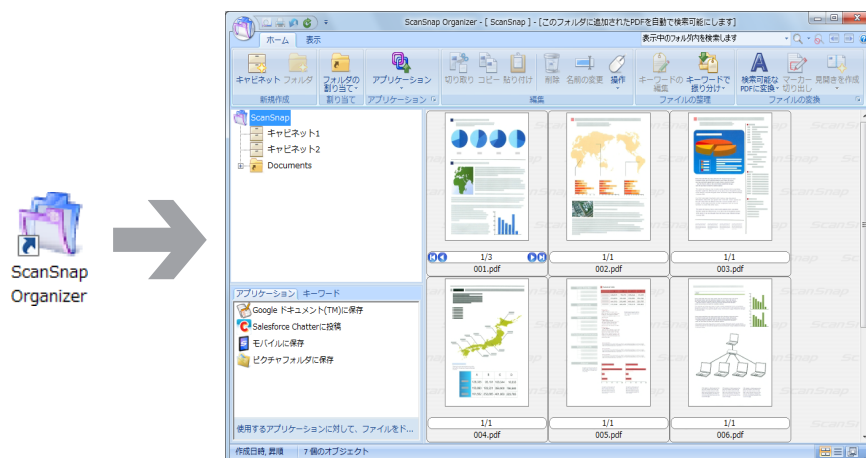 ScanSnap
Organizer
ScanSnap Organizer - [ ScanSnap ] - [このフォルダに追加されたPDFを自動で検索可能にします]
ホーム 表示
表示中のフォルダ内を検索します
キャビネット フォルダ
フォルダの
割り当て
アプリケーション
切り取り コピー 貼り付け 削除 名前の変更 操作
キーワードの
編集
キーワードで
振り分け
検索可能な
PDFに変換
マーカー
切り出し
見開きを作成
新規作成 割り当て アプリケーション 編集 ファイルの整理 ファイルの変換
ScanSnap
キャビネット1
キャビネット2
Documents
1/3
001.pdf
1/1
002.pdf
1/1
003.pdf
アプリケーション キーワード
Google ドキュメント(TM)に保存
Salesforce Chatterに投稿
モバイルに保存
ピクチャフォルダに保存
使用するアプリケーションに対して、ファイルをド...
1/1
004.pdf
1/1
005.pdf
1/1
006.pdf
作成日時, 昇順 7 個のオブジェクト